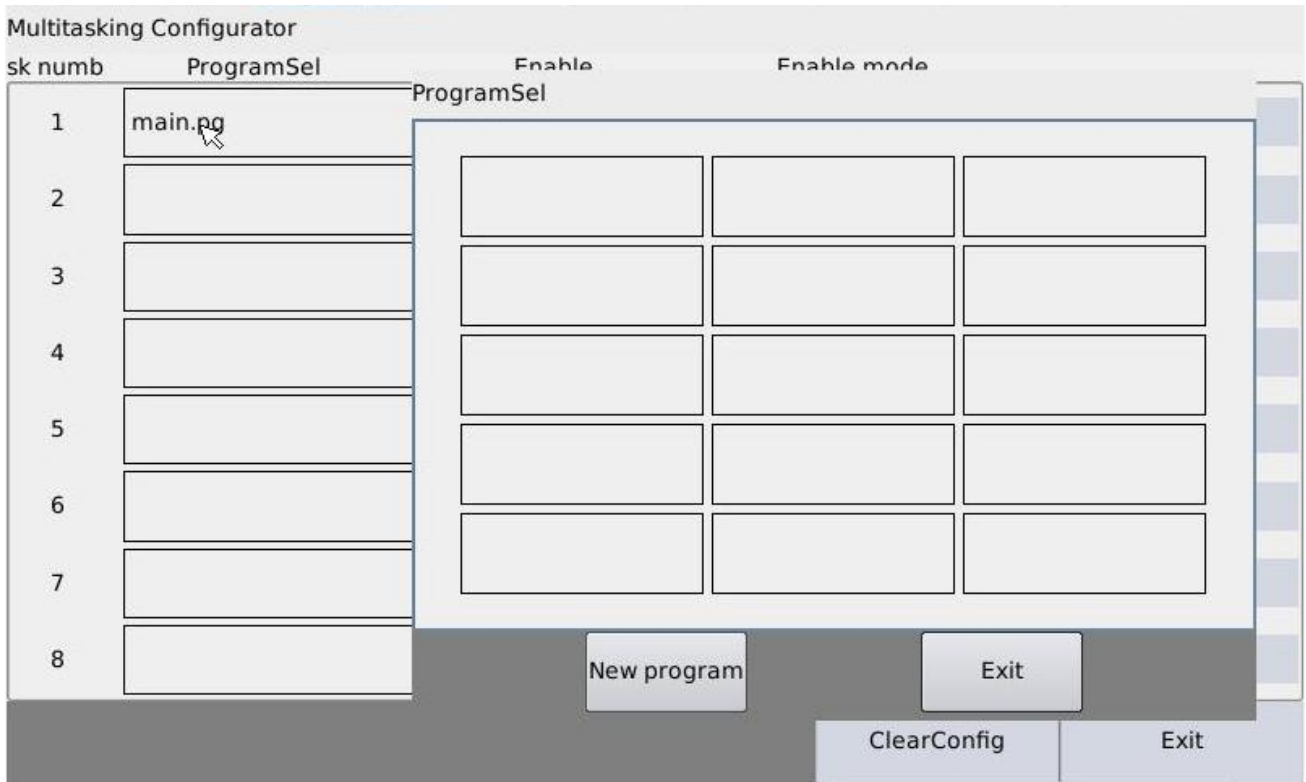 Multitasking Configurator
sk numb ProgramSel Enable Enable mode
ProgramSel
1 main.pg
2
3
4
5
6
7
8
New program Exit
ClearConfig Exit